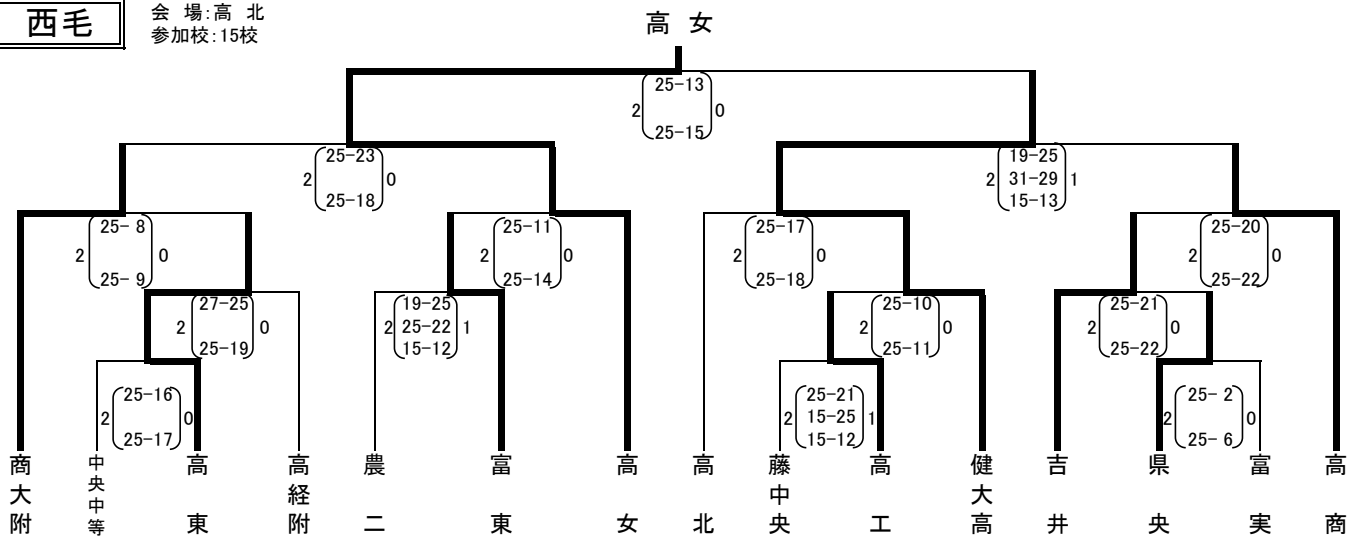 西毛
会 場:高 北
参加校:15校
高 女
25-13
2 0
25-15
25-23
2 0
25-18
19-25
2 31-29 1
15-13
25- 8
2 0
25- 9
25-11
2 0
25-14
25-17
2 0
25-18
25-20
2 0
25-22
27-25
2 0
25-19
19-25
2 25-22 1
15-12
25-10
2 0
25-11
25-21
2 0
25-22
25-16
2 0
25-17
25-21
2 15-25 1
15-12
25- 2
2 0
25- 6
商大附
中央中等
高東
高経附
農二
富東
高女
高北
藤中央
高工
健大高
吉井
県央
富実
高商